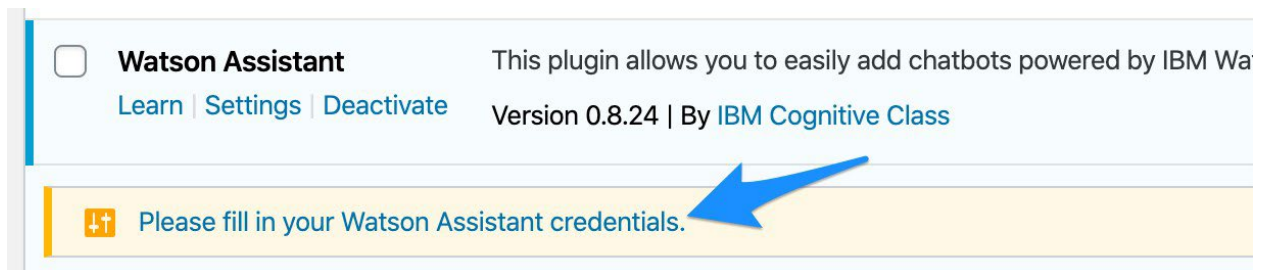 Watson Assistant
This plugin allows you to easily add chatbots powered by IBM
Learn | Settings | Deactivate
Version 0.8.24 | By IBM Cognitive Class
Please fill in your Watson Assistant credentials.